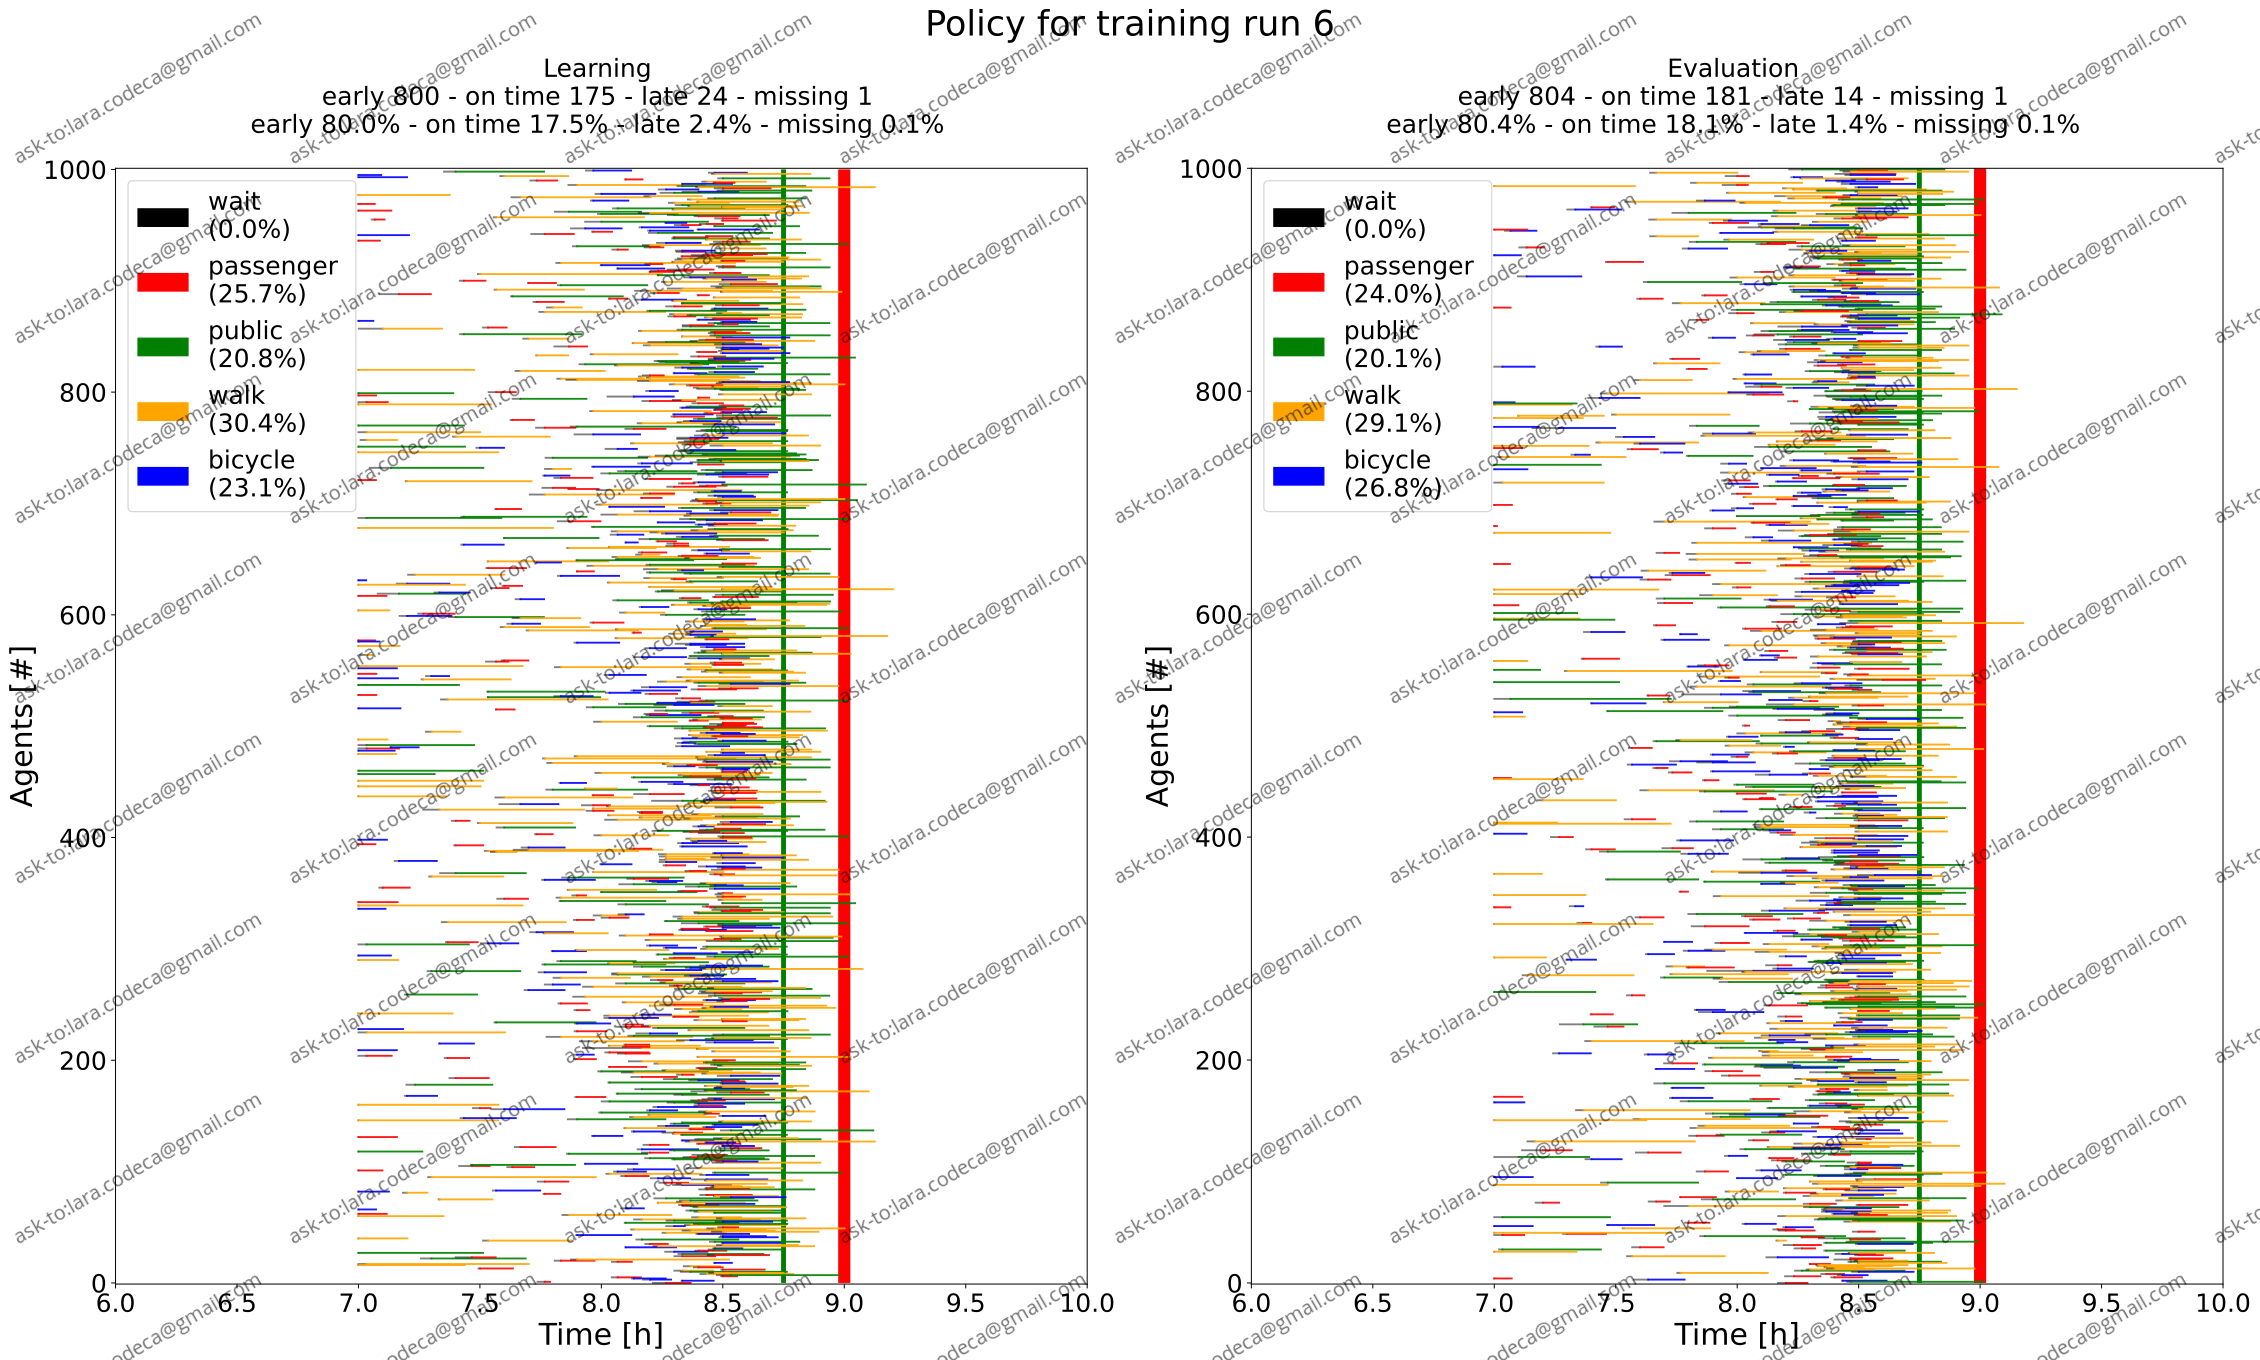 Policy for training run 6
Learning
early 800 - on time 175 - late 24 - missing 1
early 80.0% - on time 17.5% - late 2.4% - missing 0.1%
1000
800
600
400
200
0
Agents [#]
wait
(0.0%)
passenger
(25.7%)
public
(20.8%)
walk
(30.4%)
bicycle
(23.1%)
6.0 6.5 7.0 7.5 8.0 8.5 9.0 9.5 10.0
Time [h]
Evaluation
early 804 - on time 181 - late 14 - missing 1
early 80.4% - on time 18.1% - late 1.4% - missing 0.1%
1000
800
600
400
200
0
Agents [#]
wait
(0.0%)
passenger
(24.0%)
public
(20.1%)
walk
(29.1%)
bicycle
(26.8%)
6.0 6.5 7.0 7.5 8.0 8.5 9.0 9.5 10.0
Time [h]
ask-to:lara.codeca@gmail.com